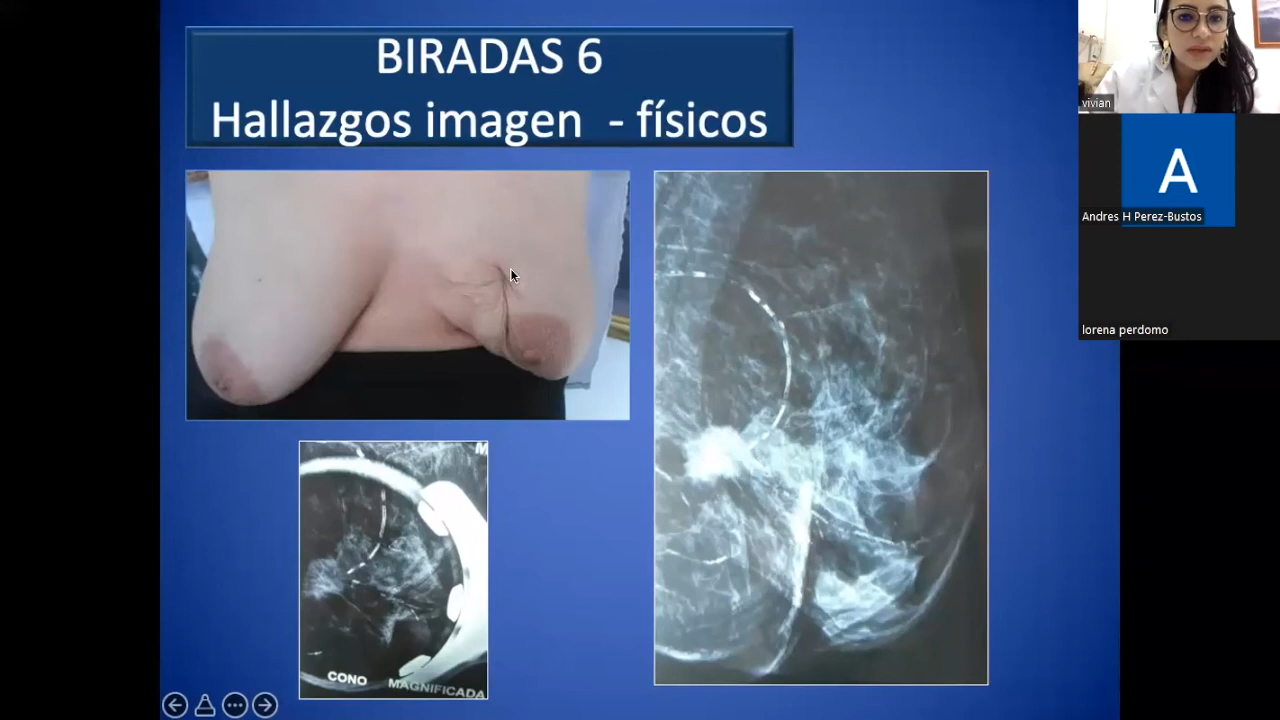 BIRADAS 6
Hallazgos imagen - físicos
vivian
A
Andres H Perez-Bustos
lorena perdomo
M
CONO MAGNIFICADA